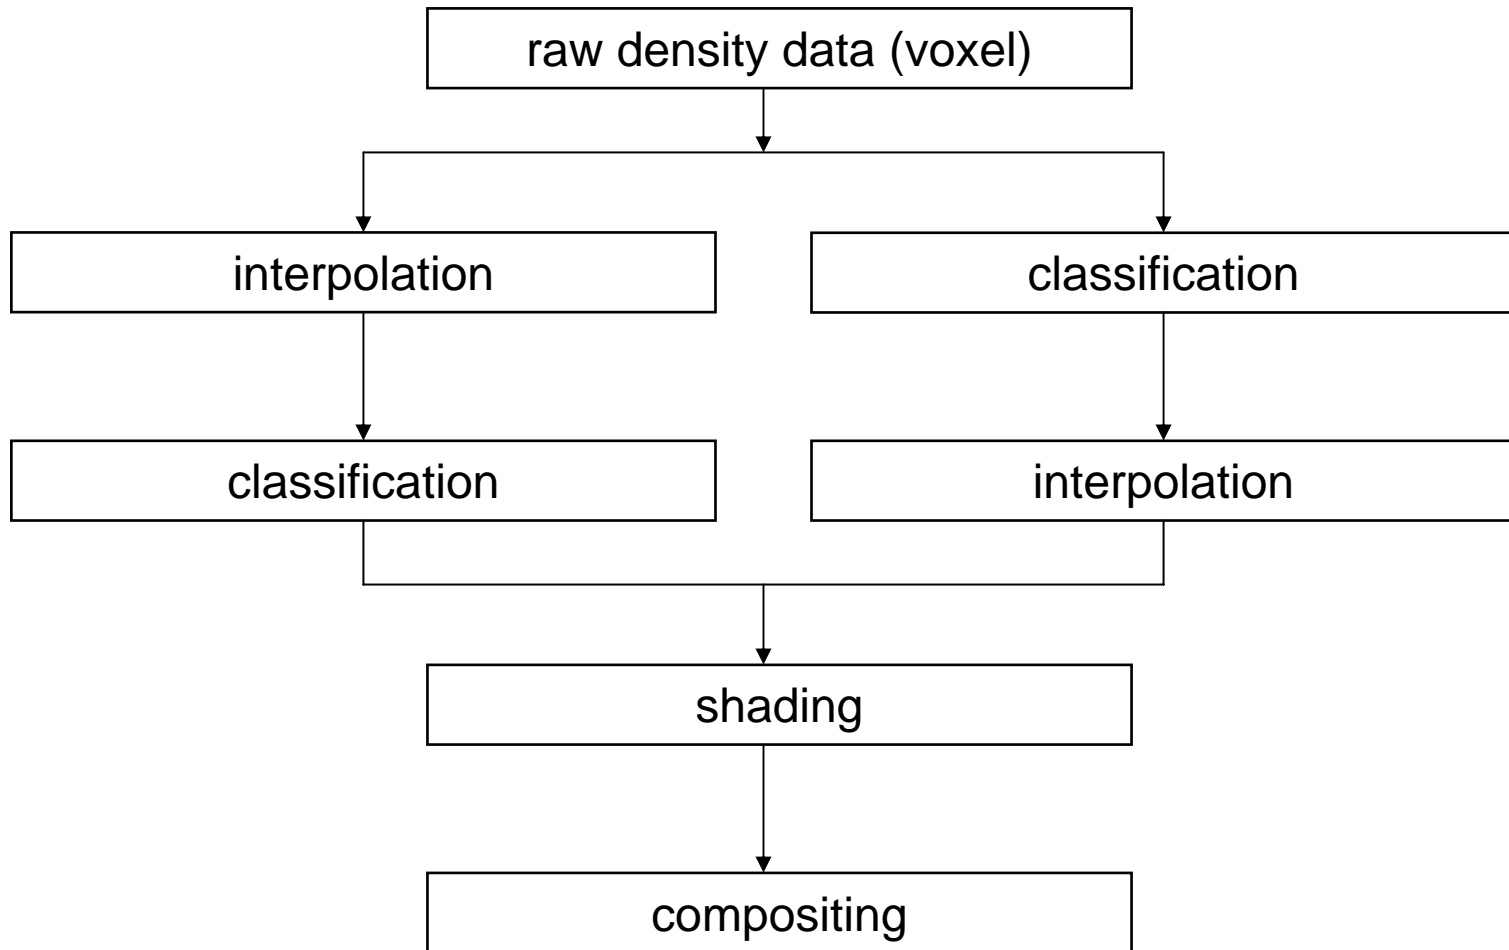 raw density data (voxel)
interpolation
classification
classification
interpolation
shading
compositing